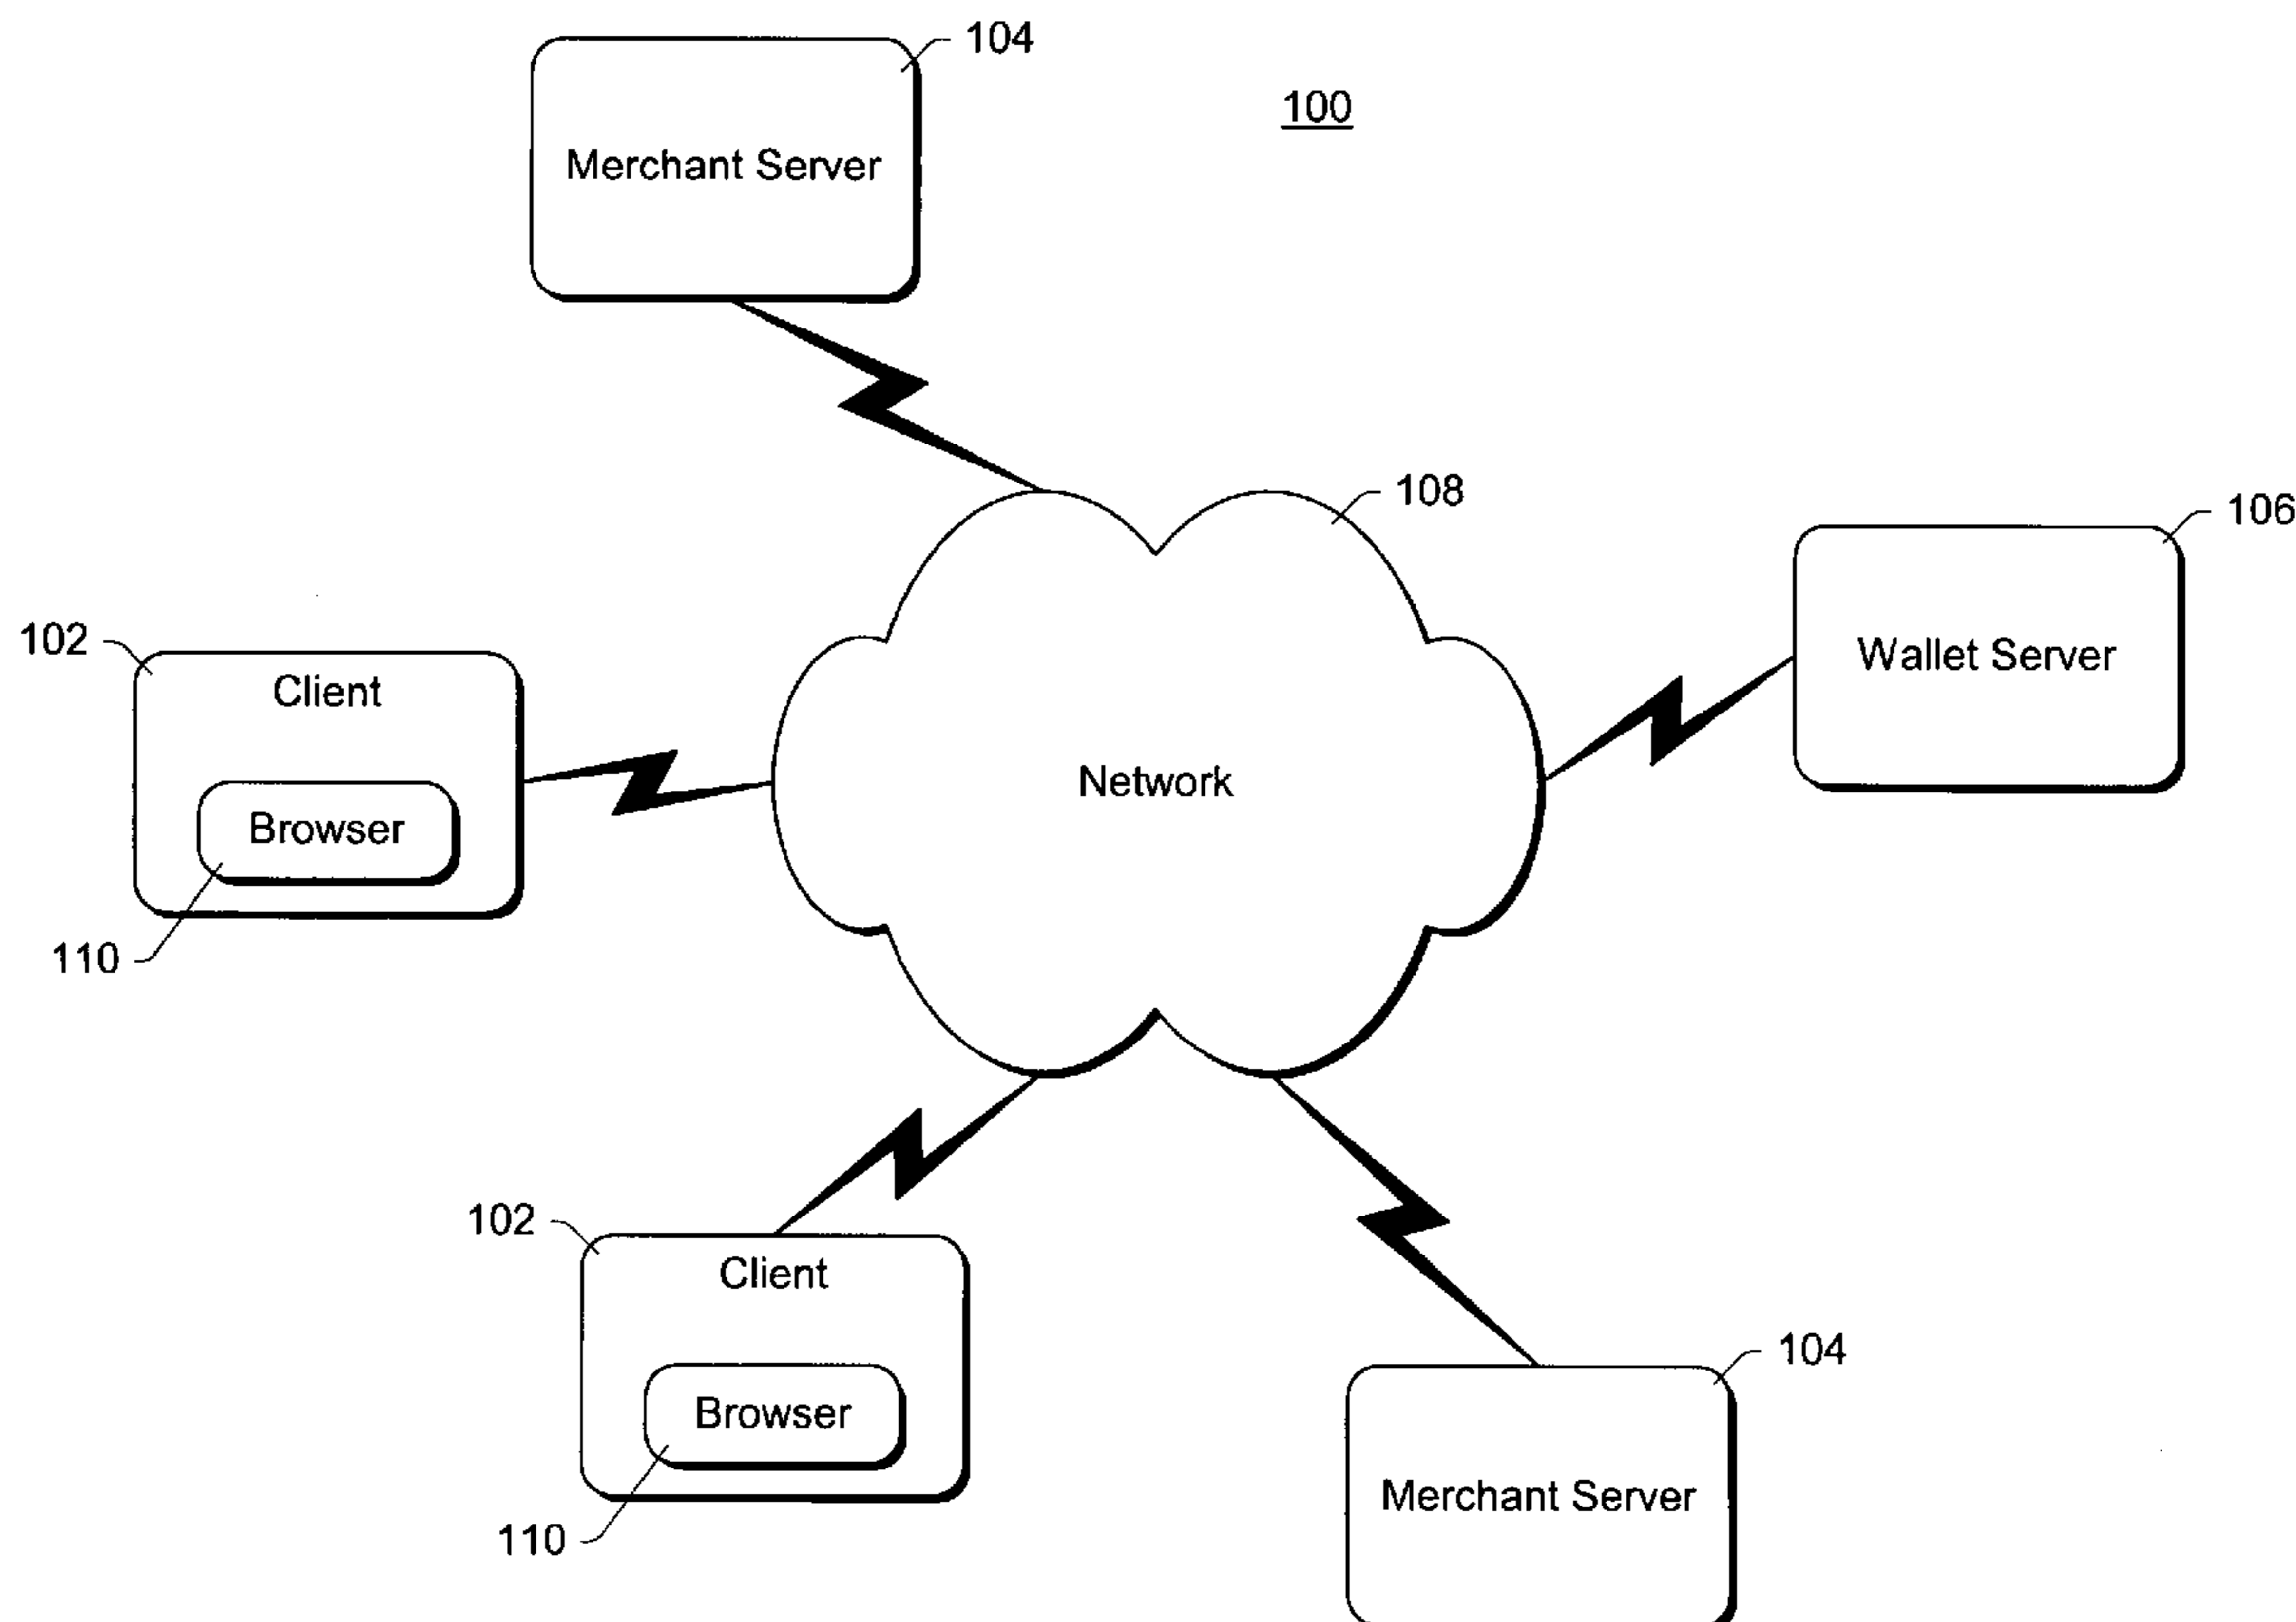 104
100
Merchant Server
108
106
102
Client
Wallet Server
Network
Browser
110
102
Client
104
Browser
Merchant Server
110